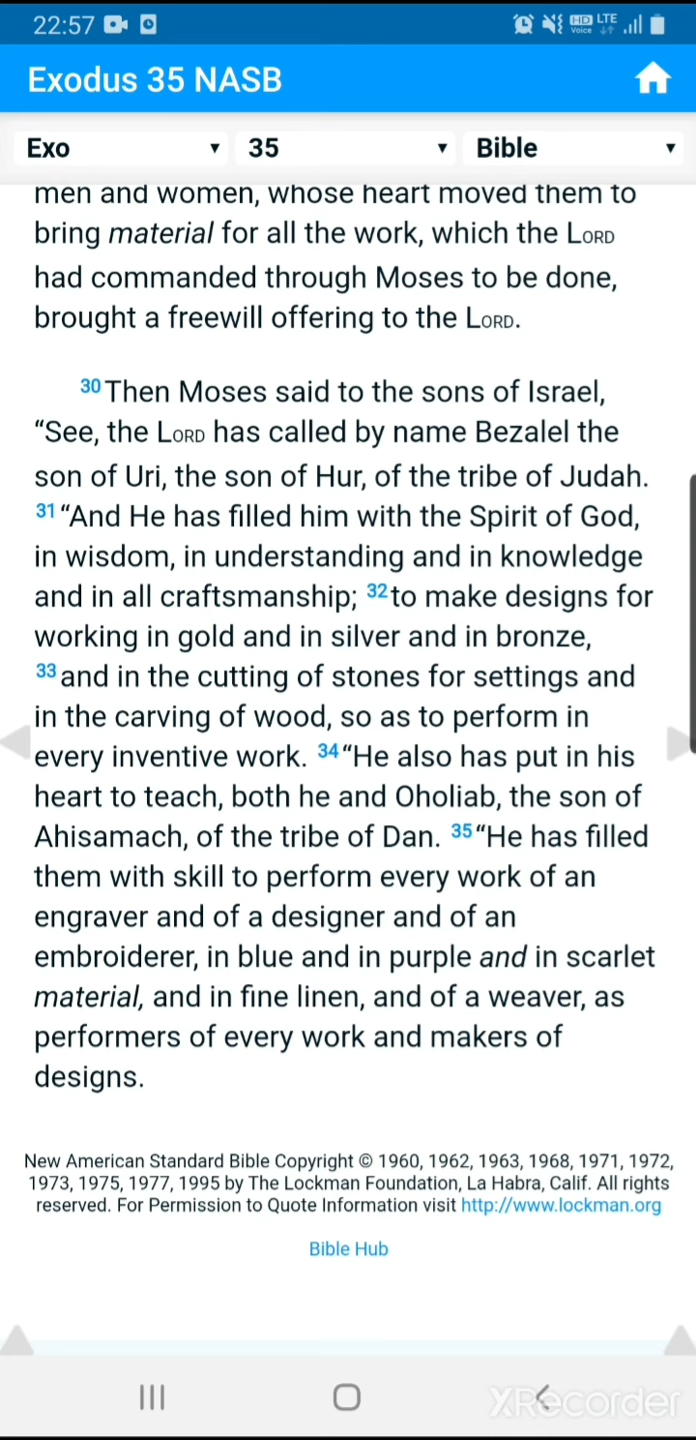 22:57
HD Voice LTE
Exodus 35 NASB
Exo 35 Bible
men and women, whose heart moved them to
bring material for all the work, which the LORD
had commanded through Moses to be done,
brought a freewill offering to the LORD.
30 Then Moses said to the sons of Israel,
“See, the LORD has called by name Bezalel the
son of Uri, the son of Hur, of the tribe of Judah.
31 “And He has filled him with the Spirit of God,
in wisdom, in understanding and in knowledge
and in all craftsmanship; 32 to make designs for
working in gold and in silver and in bronze,
33 and in the cutting of stones for settings and
in the carving of wood, so as to perform in
every inventive work. 34 “He also has put in his
heart to teach, both he and Oholiab, the son of
Ahisamach, of the tribe of Dan. 35 “He has filled
them with skill to perform every work of an
engraver and of a designer and of an
embroiderer, in blue and in purple and in scarlet
material, and in fine linen, and of a weaver, as
performers of every work and makers of
designs.
New American Standard Bible Copyright © 1960, 1962, 1963, 1968, 1971, 1972,
1973, 1975, 1977, 1995 by The Lockman Foundation, La Habra, Calif. All rights
reserved. For Permission to Quote Information visit http://www.lockman.org
Bible Hub
XRecorder